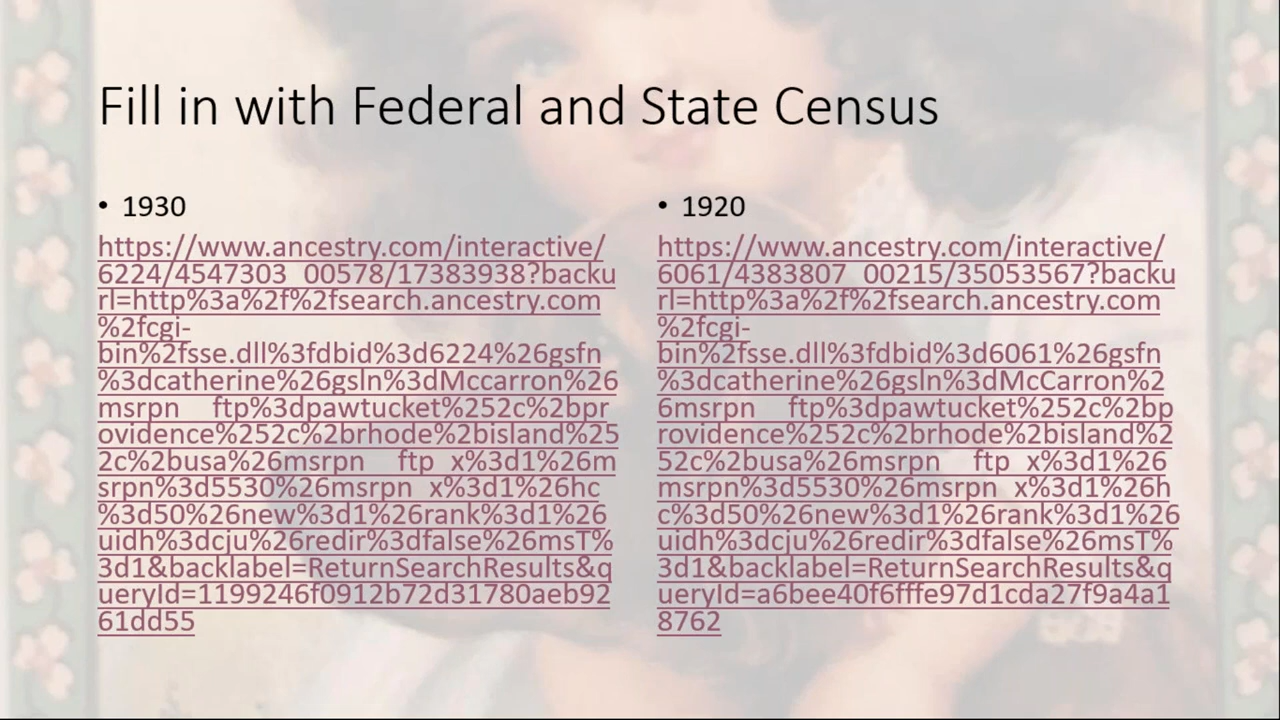 Fill in with Federal and State Census
• 1930
https://www.ancestry.com/interactive/
6224/4547303_00578/17383938?backu
rl=http%3a%2f%2fsearch.ancestry.com
%2fcgi-
bin%2fsse.dll%3fdbid%3d6224%26gsfn
%3dcatherine%26gsln%3dMccarron%26
msrpn__ftp%3dpawtucket%252c%2bpr
ovidence%252c%2brhode%2bisland%25
2c%2busa%26msrpn__ftp_x%3d1%26m
srpn%3d5530%26msrpn_x%3d1%26hc
%3d50%26new%3d1%26rank%3d1%26
uidh%3dcju%26redir%3dfalse%26msT%
3d1&backlabel=ReturnSearchResults&q
ueryId=1199246f0912b72d31780aeb92
61dd55
• 1920
https://www.ancestry.com/interactive/
6061/4383807_00215/35053567?backu
rl=http%3a%2f%2fsearch.ancestry.com
%2fcgi-
bin%2fsse.dll%3fdbid%3d6061%26gsfn
%3dcatherine%26gsln%3dMcCarron%2
6msrpn__ftp%3dpawtucket%252c%2bp
rovidence%252c%2brhode%2bisland%2
52c%2busa%26msrpn__ftp_x%3d1%26
msrpn%3d5530%26msrpn_x%3d1%26h
c%3d50%26new%3d1%26rank%3d1%26
uidh%3dcju%26redir%3dfalse%26msT%
3d1&backlabel=ReturnSearchResults&q
ueryId=a6bee40f6fffe97d1cda27f9a4a1
8762